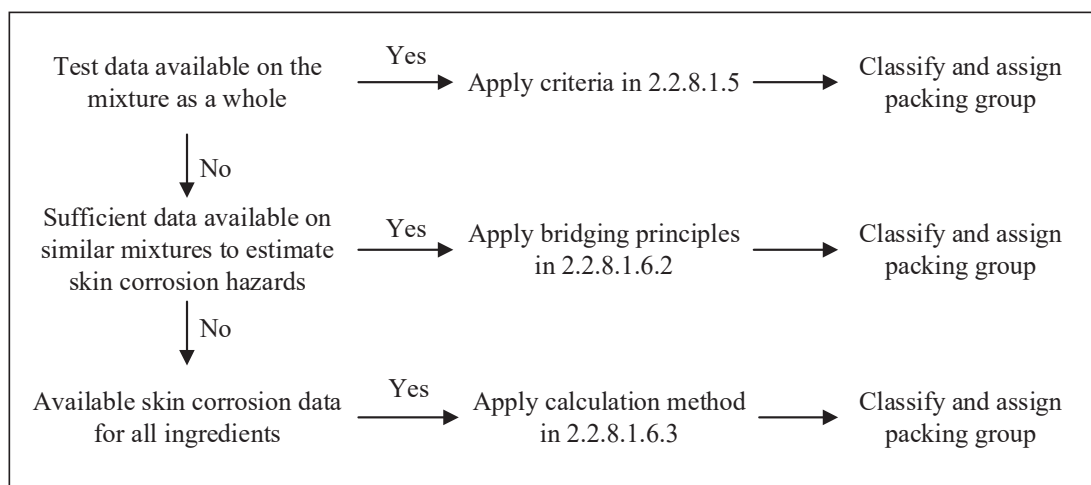 Test data available on the
mixture as a whole
Yes
Apply criteria in 2.2.8.1.5
Classify and assign
packing group
No
Sufficient data available on
similar mixtures to estimate
skin corrosion hazards
Yes
Apply bridging principles
in 2.2.8.1.6.2
Classify and assign
packing group
No
Available skin corrosion data
for all ingredients
Yes
Apply calculation method
in 2.2.8.1.6.3
Classify and assign
packing group